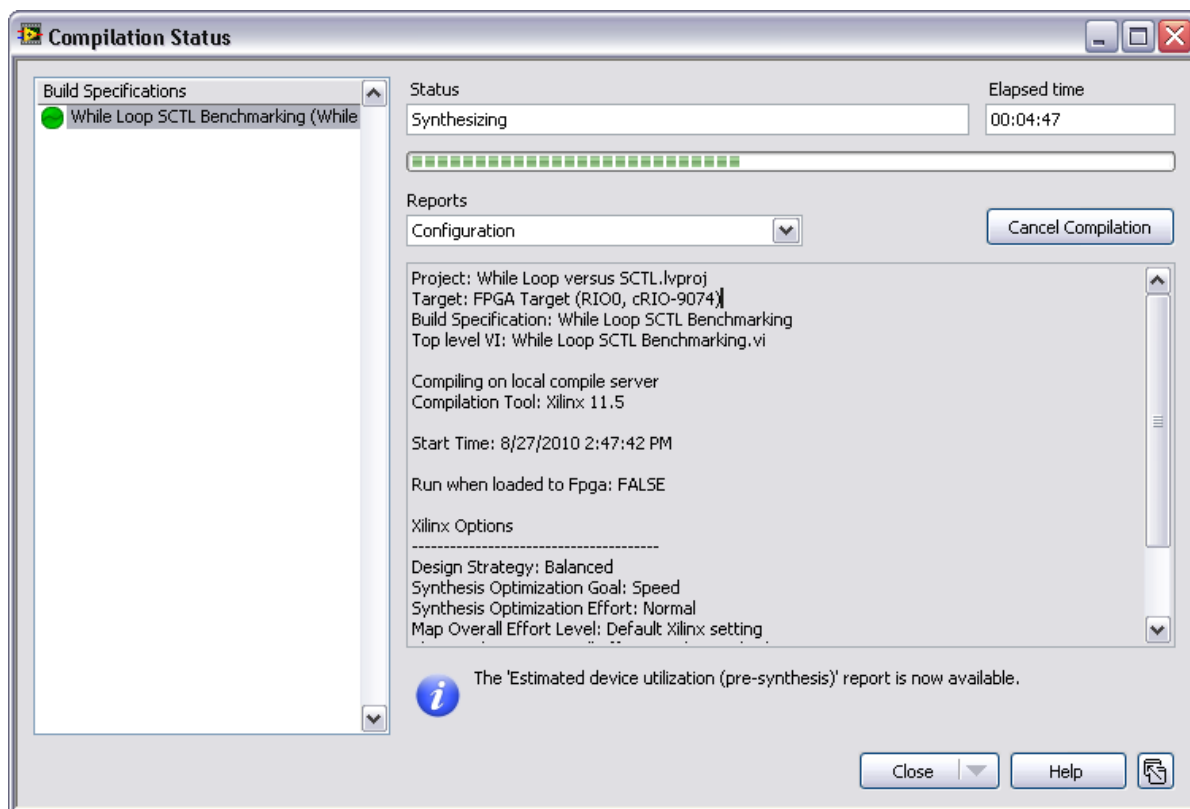 Compilation Status
Build Specifications
While Loop SCTL Benchmarking (While
Status
Elapsed time
Synthesizing
00:04:47
Reports
Configuration
Cancel Compilation
Project: While Loop versus SCTL.lvproj
Target: FPGA Target (RIO0, cRIO-9074)
Build Specification: While Loop SCTL Benchmarking
Top level VI: While Loop SCTL Benchmarking.vi
Compiling on local compile server
Compilation Tool: Xilinx 11.5
Start Time: 8/27/2010 2:47:42 PM
Run when loaded to Fpga: FALSE
Xilinx Options
---------------------------------------
Design Strategy: Balanced
Synthesis Optimization Goal: Speed
Synthesis Optimization Effort: Normal
Map Overall Effort Level: Default Xilinx setting
The 'Estimated device utilization (pre-synthesis)' report is now available.
Close
Help